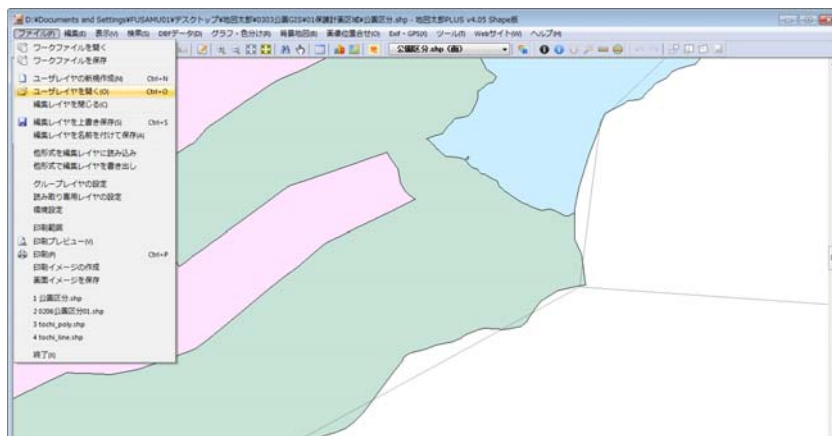 D:¥Documents and Settings¥FUSAMU01¥デスクトップ¥地図太郎¥0303公園GIS¥01保護計画区域¥公園区分.shp - 地図太郎PLUS v4.05 Shape版
ファイル(F) 編集(E) 表示(V) 検索(S) DBFデータ(D) グラフ・色分け(R) 背景地図(B) 画像位置合せ(O) Exif・GPS(X) ツール(T) Webサイト(W) ヘルプ(H)
公園区分.shp (面)
ワークファイルを開く
ワークファイルを保存
ユーザレイヤの新規作成(N) Ctrl+N
ユーザレイヤを開く(O) Ctrl+O
編集レイヤを閉じる(C)
編集レイヤを上書き保存(S) Ctrl+S
編集レイヤを名前を付けて保存(A)
他形式を編集レイヤに読み込み
他形式で編集レイヤを書き出し
グループレイヤの設定
読み取り専用レイヤの設定
環境設定
印刷範囲
印刷プレビュー(V)
印刷(P) Ctrl+P
印刷イメージの作成
画面イメージを保存
1 公園区分.shp
2 0206公園区分01.shp
3 tochi_poly.shp
4 tochi_line.shp
終了(X)